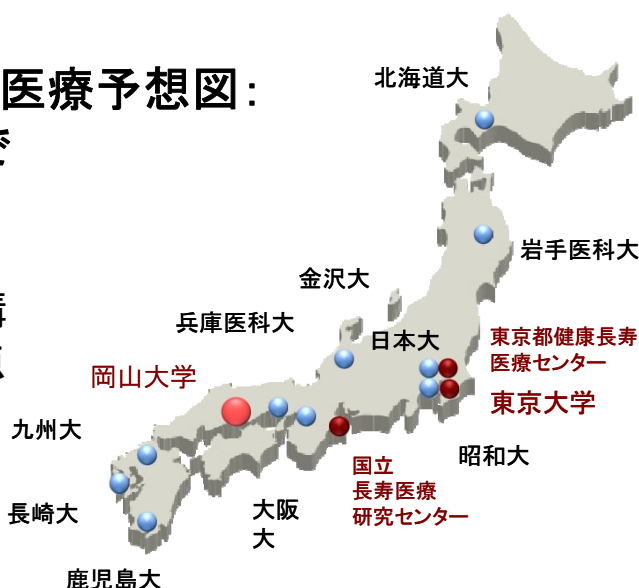 医療予想図：
北海道大
岩手医科大
金沢大
兵庫医科大
日本大
東京都健康長寿
医療センター
岡山大学
東京大学
九州大
昭和大
国立
長寿医療
研究センター
長崎大
大阪
大
鹿児島大